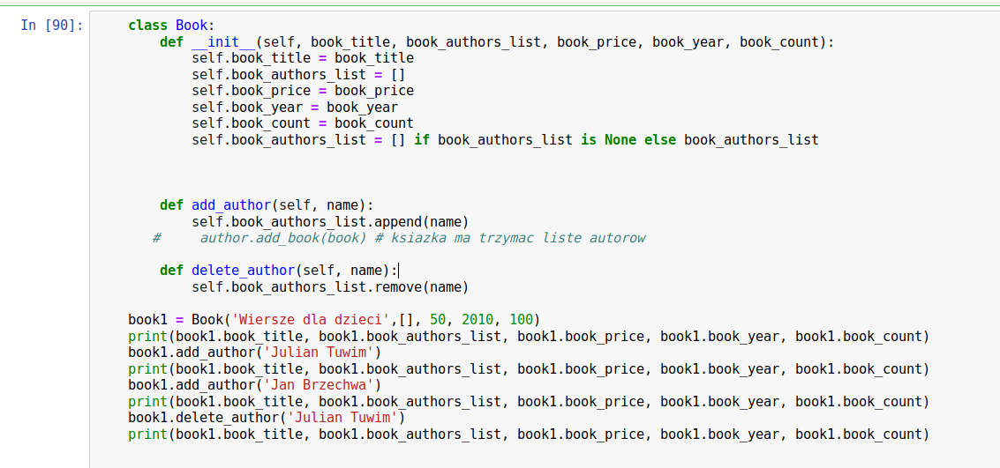 In [90]:
class Book:
    def __init__(self, book_title, book_authors_list, book_price, book_year, book_count):
        self.book_title = book_title
        self.book_authors_list = []
        self.book_price = book_price
        self.book_year = book_year
        self.book_count = book_count
        self.book_authors_list = [] if book_authors_list is None else book_authors_list

    def add_author(self, name):
        self.book_authors_list.append(name)
   #     author.add_book(book) # ksiazka ma trzymac liste autorow

    def delete_author(self, name):
        self.book_authors_list.remove(name)

book1 = Book('Wiersze dla dzieci',[], 50, 2010, 100)
print(book1.book_title, book1.book_authors_list, book1.book_price, book1.book_year, book1.book_count)
book1.add_author('Julian Tuwim')
print(book1.book_title, book1.book_authors_list, book1.book_price, book1.book_year, book1.book_count)
book1.add_author('Jan Brzechwa')
print(book1.book_title, book1.book_authors_list, book1.book_price, book1.book_year, book1.book_count)
book1.delete_author('Julian Tuwim')
print(book1.book_title, book1.book_authors_list, book1.book_price, book1.book_year, book1.book_count)